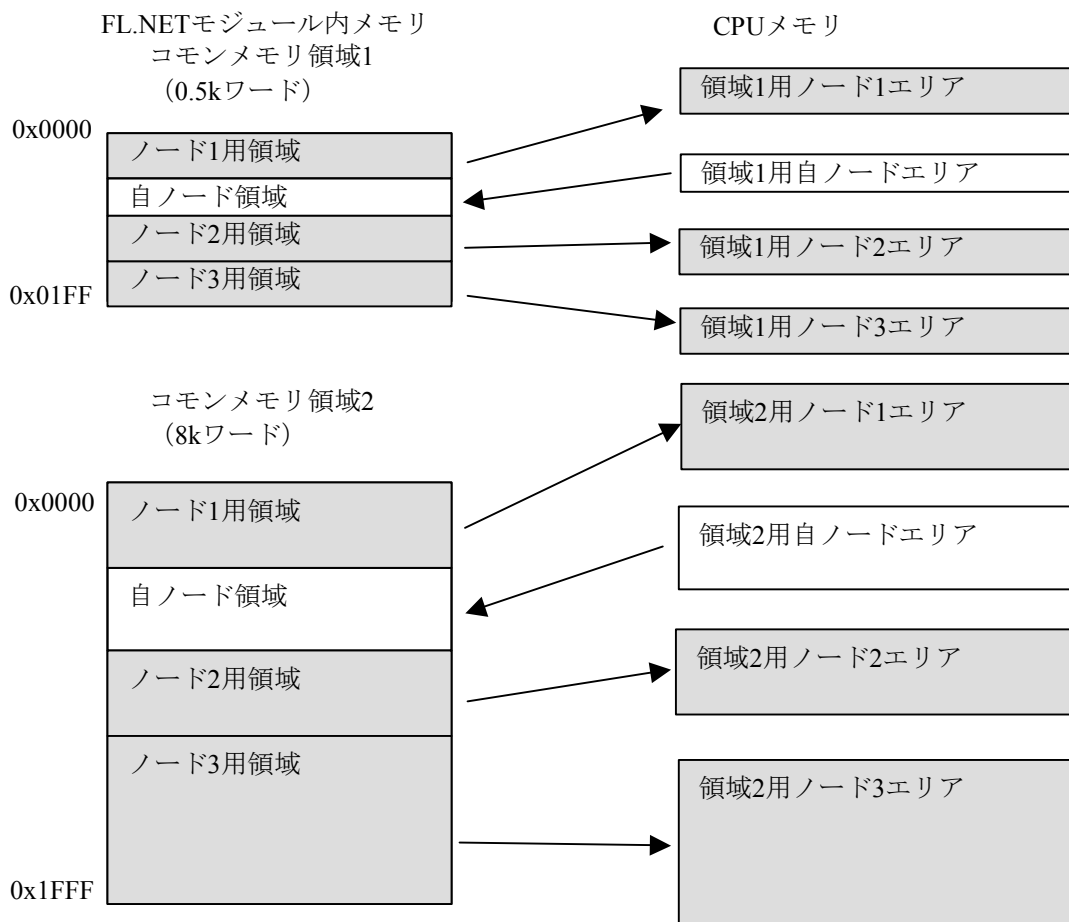 FL.NETモジュール内メモリ
コモンメモリ領域1
（0.5kワード）
0x0000
ノード1用領域
自ノード領域
ノード2用領域
ノード3用領域
0x01FF
CPUメモリ
領域1用ノード1エリア
領域1用自ノードエリア
領域1用ノード2エリア
領域1用ノード3エリア
コモンメモリ領域2
（8kワード）
0x0000
ノード1用領域
自ノード領域
ノード2用領域
ノード3用領域
0x1FFF
領域2用ノード1エリア
領域2用自ノードエリア
領域2用ノード2エリア
領域2用ノード3エリア